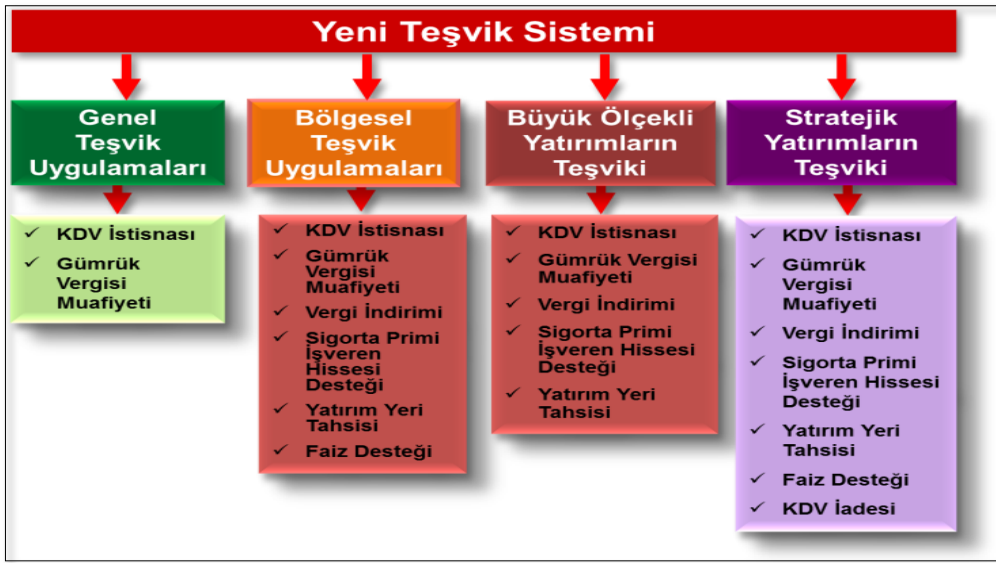 Yeni Teşvik Sistemi
Genel
Teşvik
Uygulamaları
✓ KDV İstisnası
✓ Gümrük
Vergisi
Muafiyeti
Bölgesel
Teşvik
Uygulamaları
✓ KDV İstisnası
✓ Gümrük
Vergisi
Muafiyeti
✓ Vergi İndirimi
✓ Sigorta Primi
İşveren
Hissesi
Desteği
✓ Yatırım Yeri
Tahsisi
✓ Faiz Desteği
Büyük Ölçekli
Yatırımların
Teşviki
✓ KDV İstisnası
✓ Gümrük Vergisi
Muafiyeti
✓ Vergi İndirimi
✓ Sigorta Primi
İşveren Hissesi
Desteği
✓ Yatırım Yeri
Tahsisi
Stratejik
Yatırımların
Teşviki
✓ KDV İstisnası
✓ Gümrük
Vergisi
Muafiyeti
✓ Vergi İndirimi
✓ Sigorta Primi
İşveren Hissesi
Desteği
✓ Yatırım Yeri
Tahsisi
✓ Faiz Desteği
✓ KDV İadesi